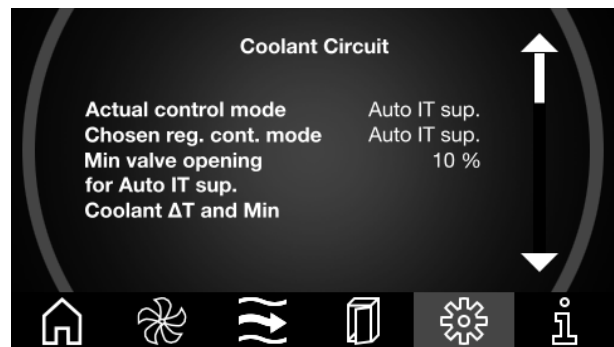 Coolant Circuit
Actual control mode Auto IT sup.
Chosen reg. cont. mode Auto IT sup.
Min valve opening 10 %
for Auto IT sup.
Coolant ΔT and Min